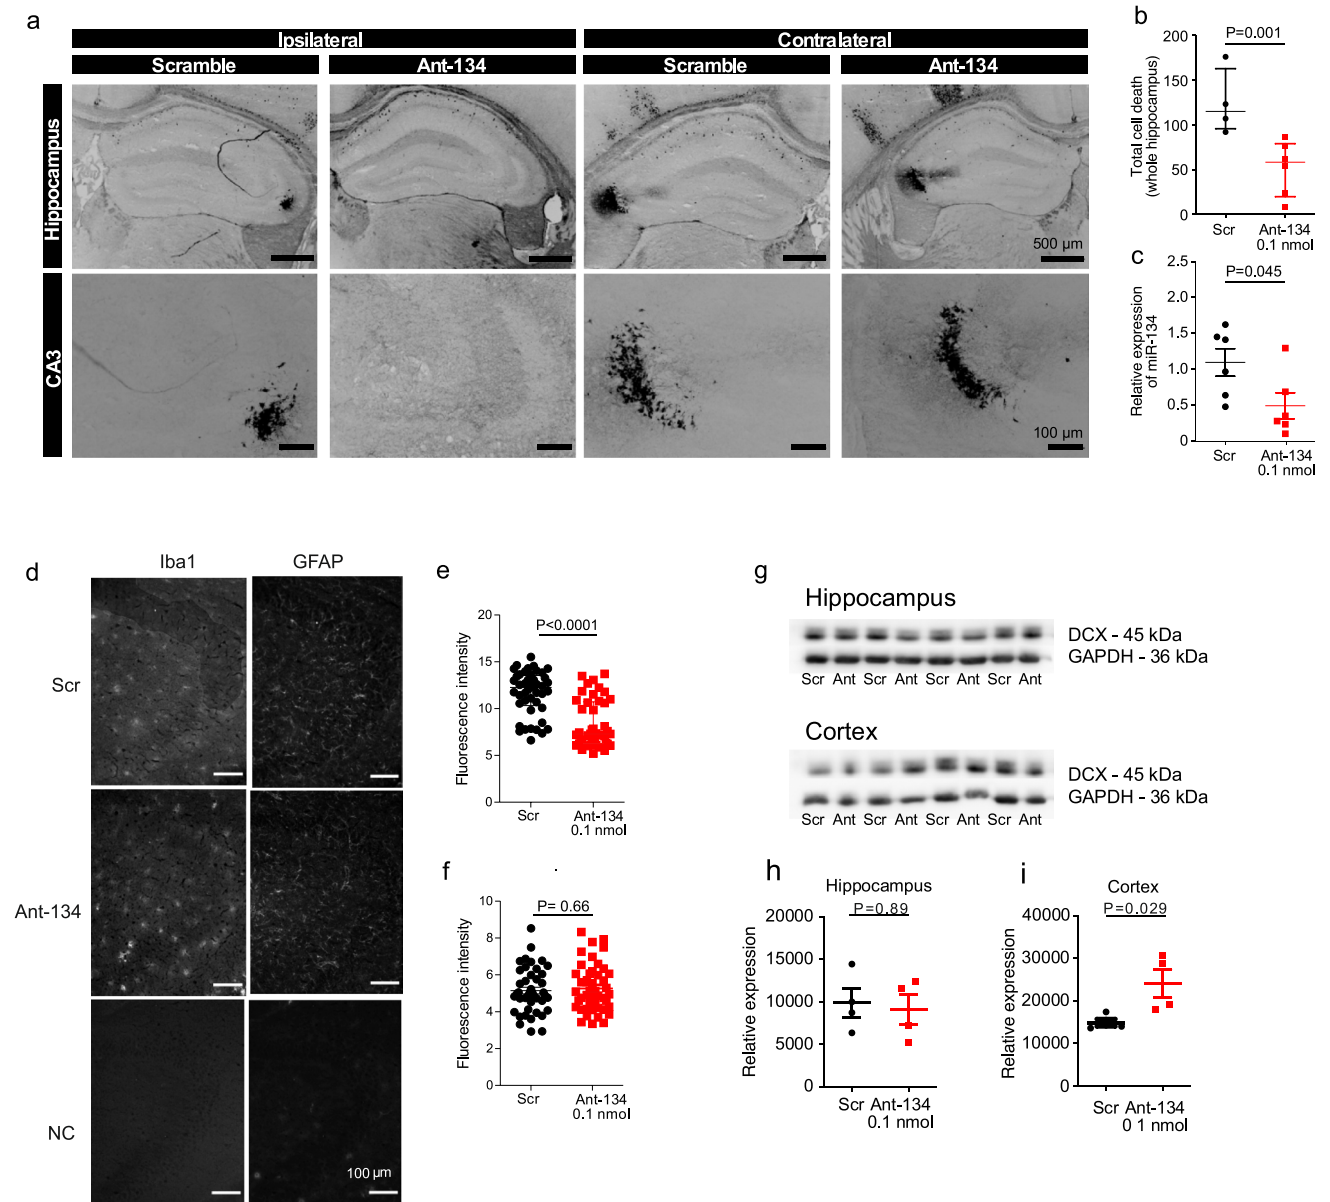 a
Ipsilateral
Contralateral
Scramble
Ant-134
Scramble
Ant-134
Hippocampus
500 µm
CA3
100 µm
b
P=0.001
Total cell death
(whole hippocampus)
200
150
100
50
0
Scr
Ant-134
0.1 nmol
c
P=0.045
Relative expression
of miR-134
2.5
2.0
1.5
1.0
0.5
0
Scr
Ant-134
0.1 nmol
d
Iba1
GFAP
Scr
Ant-134
NC
100 µm
e
P<0.0001
Fluorescence intensity
20
15
10
5
0
Scr
Ant-134
0.1 nmol
f
P= 0.66
Fluorescence intensity
10
8
6
4
2
0
Scr
Ant-134
0.1 nmol
g
Hippocampus
DCX - 45 kDa
GAPDH - 36 kDa
Scr Ant Scr Ant Scr Ant Scr Ant
Cortex
DCX - 45 kDa
GAPDH - 36 kDa
Scr Ant Scr Ant Scr Ant Scr Ant
h
Hippocampus
P=0.89
Relative expression
20000
15000
10000
5000
0
Scr Ant-134
0.1 nmol
i
Cortex
P=0.029
Relative expression
40000
30000
20000
10000
0
Scr Ant-134
0 1 nmol